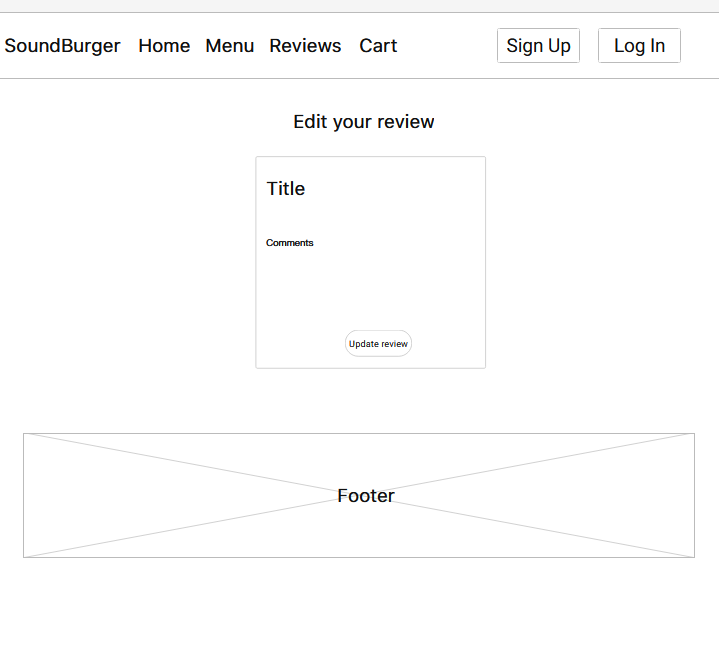 SoundBurger Home Menu Reviews Cart Sign Up Log In
Edit your review
Title
Comments
Update review
Footer